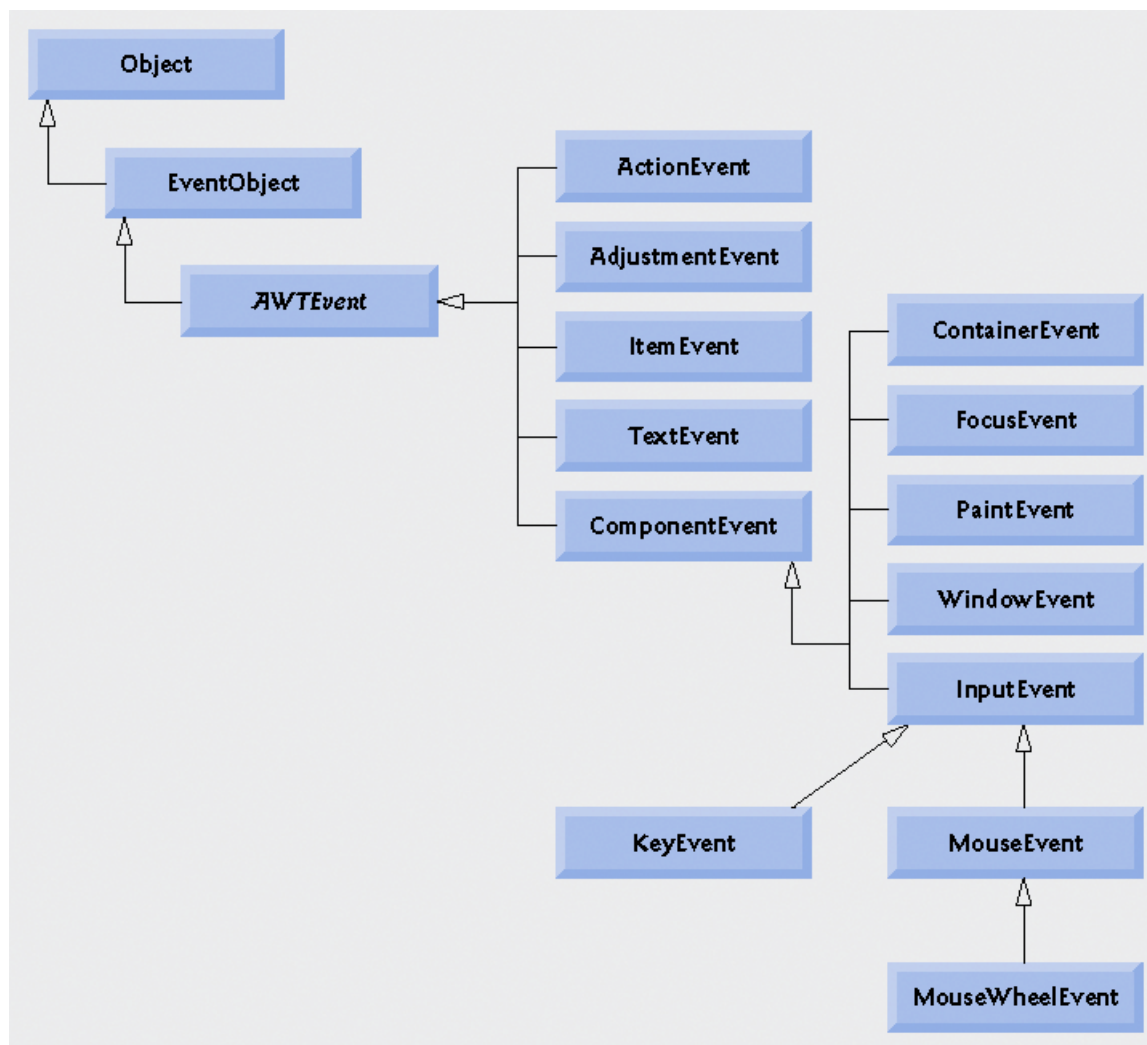 Object
EventObject
AWTEvent
ActionEvent
AdjustmentEvent
ItemEvent
TextEvent
ComponentEvent
ContainerEvent
FocusEvent
PaintEvent
WindowEvent
InputEvent
KeyEvent
MouseEvent
MouseWheelEvent